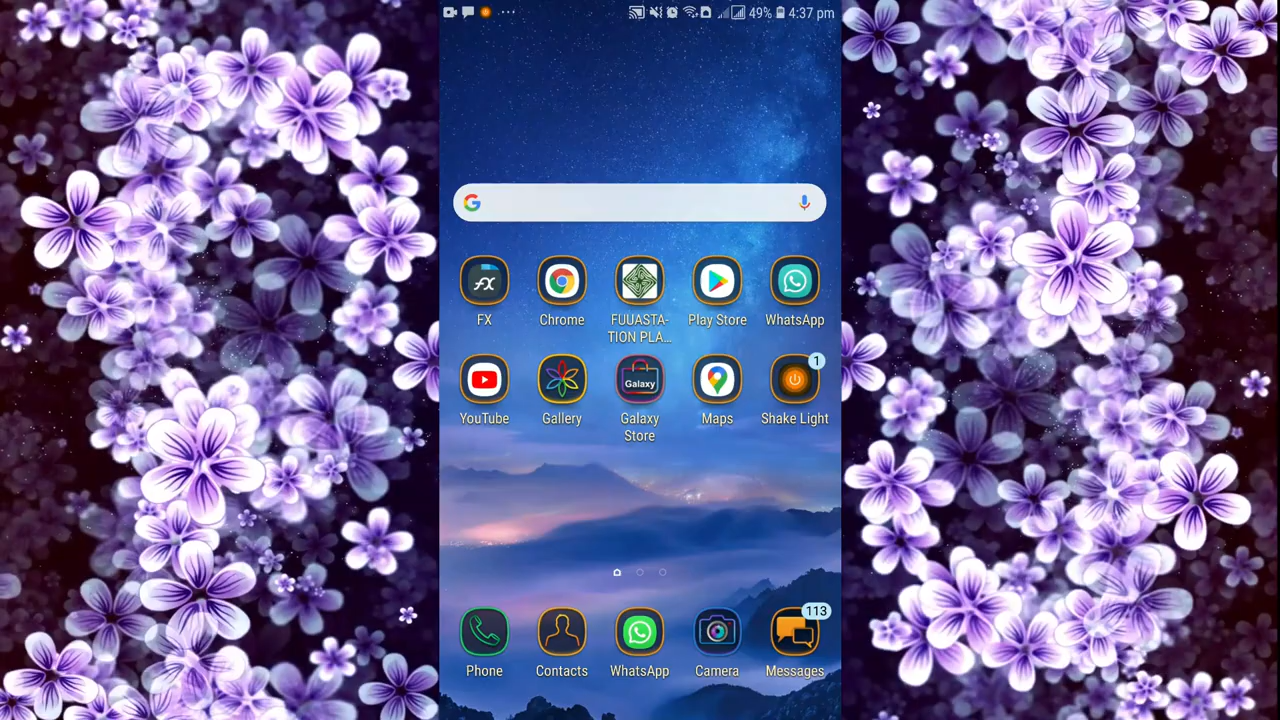 49% 4:37 pm
FX
Chrome
FUUASTA-
TION PLA...
Play Store
WhatsApp
1
YouTube
Gallery
Galaxy
Galaxy
Store
Maps
Shake Light
113
Phone
Contacts
WhatsApp
Camera
Messages